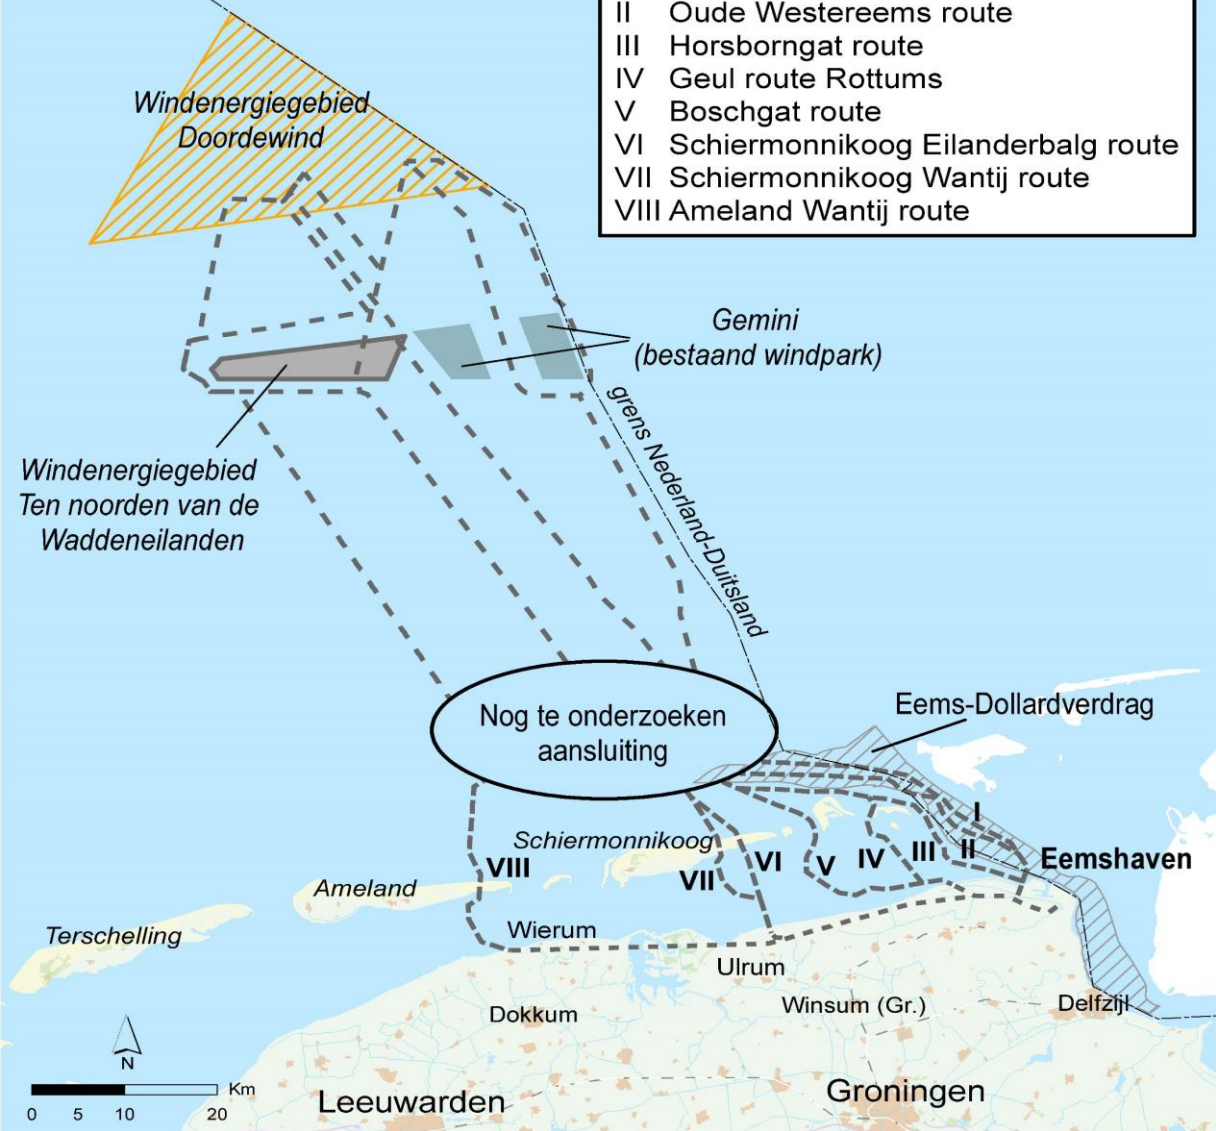 II Oude Westereems route
III Horsborngat route
IV Geul route Rottums
V Boschgat route
VI Schiermonnikoog Eilanderbalg route
VII Schiermonnikoog Wantij route
VIII Ameland Wantij route
Windenergiegebied
Doordewind
Gemini
(bestaand windpark)
grens Nederland-Duitsland
Windenergiegebied
Ten noorden van de
Waddeneilanden
Nog te onderzoeken
aansluiting
Eems-Dollardverdrag
I
II
III
IV
V
VI
VII
VIII
Eemshaven
Schiermonnikoog
Ameland
Terschelling
Wierum
Ulrum
Dokkum
Winsum (Gr.)
Delfzijl
Leeuwarden
Groningen
N
Km
0 5 10 20